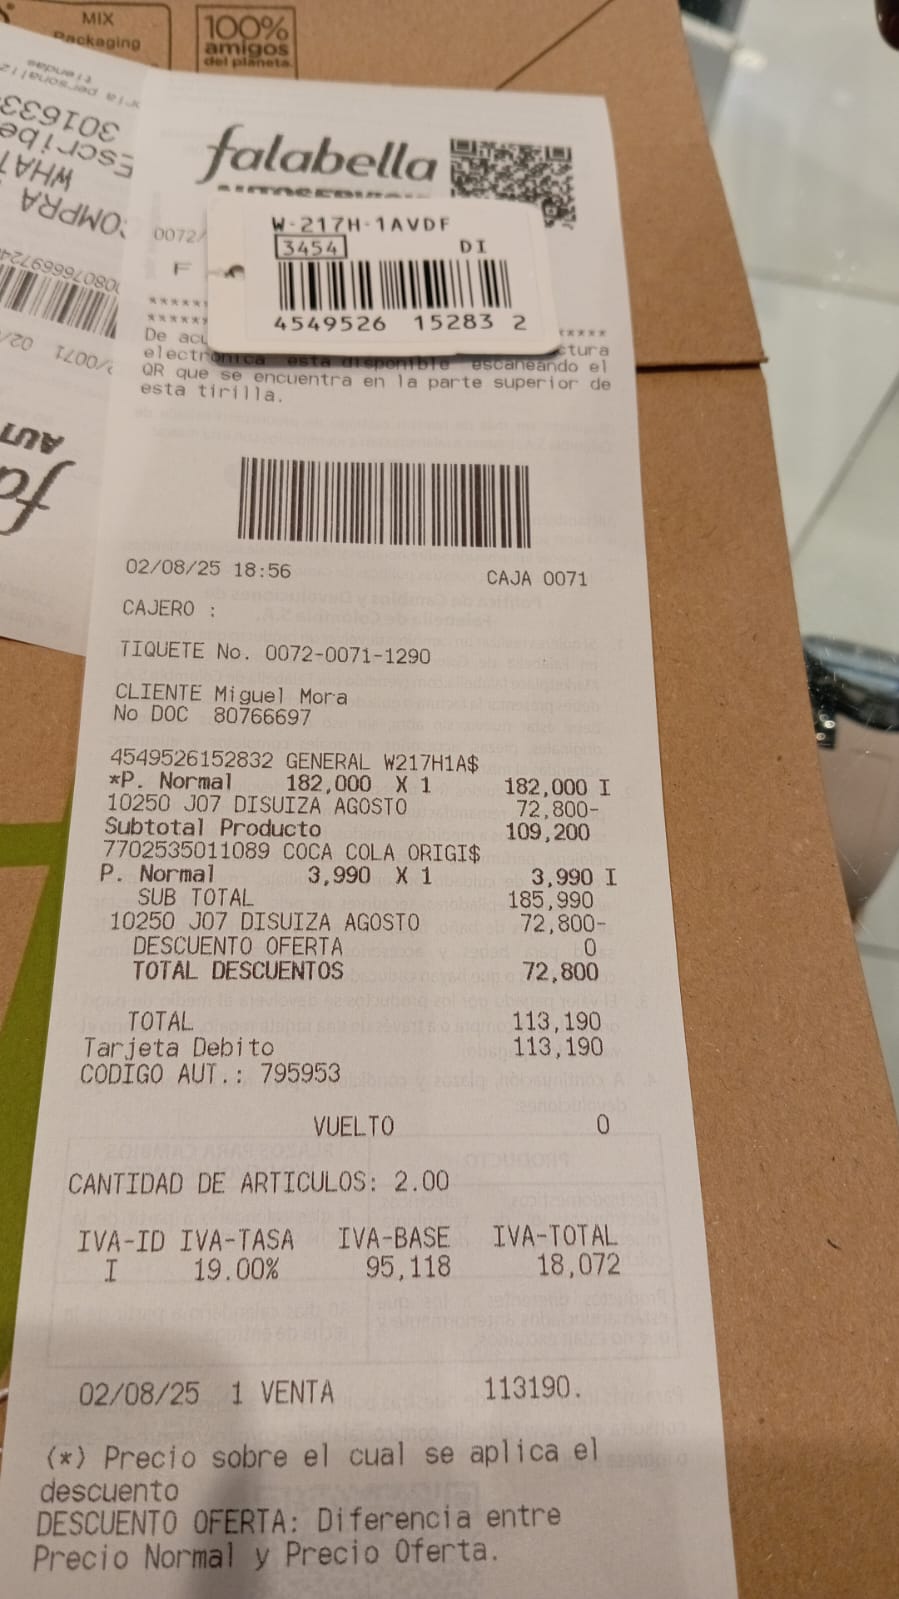 MIX
Packaging
100%
amigos
del planeta.
falabella
W-217H-1AVDF
3454 DI
4549526 15283 2
0072/
F
*****
*****
De acu ctura
electrónica está disponible escaneando el
QR que se encuentra en la parte superior de
esta tirilla.
02/08/25 18:56 CAJA 0071
CAJERO :
TIQUETE No. 0072-0071-1290
CLIENTE Miguel Mora
No DOC 80766697
4549526152832 GENERAL W217H1A$
*P. Normal 182,000 X 1 182,000 I
10250 J07 DISUIZA AGOSTO 72,800-
Subtotal Producto 109,200
7702535011089 COCA COLA ORIGI$
P. Normal 3,990 X 1 3,990 I
SUB TOTAL 185,990
10250 J07 DISUIZA AGOSTO 72,800-
DESCUENTO OFERTA 0
TOTAL DESCUENTOS 72,800
TOTAL 113,190
Tarjeta Debito 113,190
CODIGO AUT.: 795953
VUELTO 0
CANTIDAD DE ARTICULOS: 2.00
IVA-ID IVA-TASA IVA-BASE IVA-TOTAL
I 19.00% 95,118 18,072
02/08/25 1 VENTA 113190.
(*) Precio sobre el cual se aplica el
descuento
DESCUENTO OFERTA: Diferencia entre
Precio Normal y Precio Oferta.